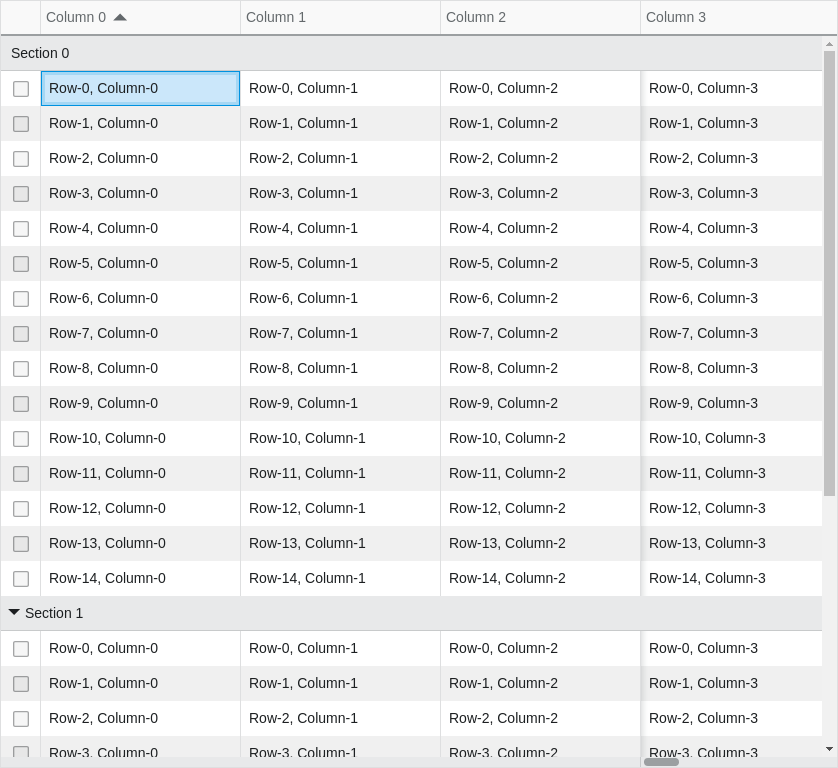 Column 0 Column 1 Column 2 Column 3
Section 0
Row-0, Column-0 Row-0, Column-1 Row-0, Column-2 Row-0, Column-3
Row-1, Column-0 Row-1, Column-1 Row-1, Column-2 Row-1, Column-3
Row-2, Column-0 Row-2, Column-1 Row-2, Column-2 Row-2, Column-3
Row-3, Column-0 Row-3, Column-1 Row-3, Column-2 Row-3, Column-3
Row-4, Column-0 Row-4, Column-1 Row-4, Column-2 Row-4, Column-3
Row-5, Column-0 Row-5, Column-1 Row-5, Column-2 Row-5, Column-3
Row-6, Column-0 Row-6, Column-1 Row-6, Column-2 Row-6, Column-3
Row-7, Column-0 Row-7, Column-1 Row-7, Column-2 Row-7, Column-3
Row-8, Column-0 Row-8, Column-1 Row-8, Column-2 Row-8, Column-3
Row-9, Column-0 Row-9, Column-1 Row-9, Column-2 Row-9, Column-3
Row-10, Column-0 Row-10, Column-1 Row-10, Column-2 Row-10, Column-3
Row-11, Column-0 Row-11, Column-1 Row-11, Column-2 Row-11, Column-3
Row-12, Column-0 Row-12, Column-1 Row-12, Column-2 Row-12, Column-3
Row-13, Column-0 Row-13, Column-1 Row-13, Column-2 Row-13, Column-3
Row-14, Column-0 Row-14, Column-1 Row-14, Column-2 Row-14, Column-3
Section 1
Row-0, Column-0 Row-0, Column-1 Row-0, Column-2 Row-0, Column-3
Row-1, Column-0 Row-1, Column-1 Row-1, Column-2 Row-1, Column-3
Row-2, Column-0 Row-2, Column-1 Row-2, Column-2 Row-2, Column-3
Row-3, Column-0 Row-3, Column-1 Row-3, Column-2 Row-3, Column-3